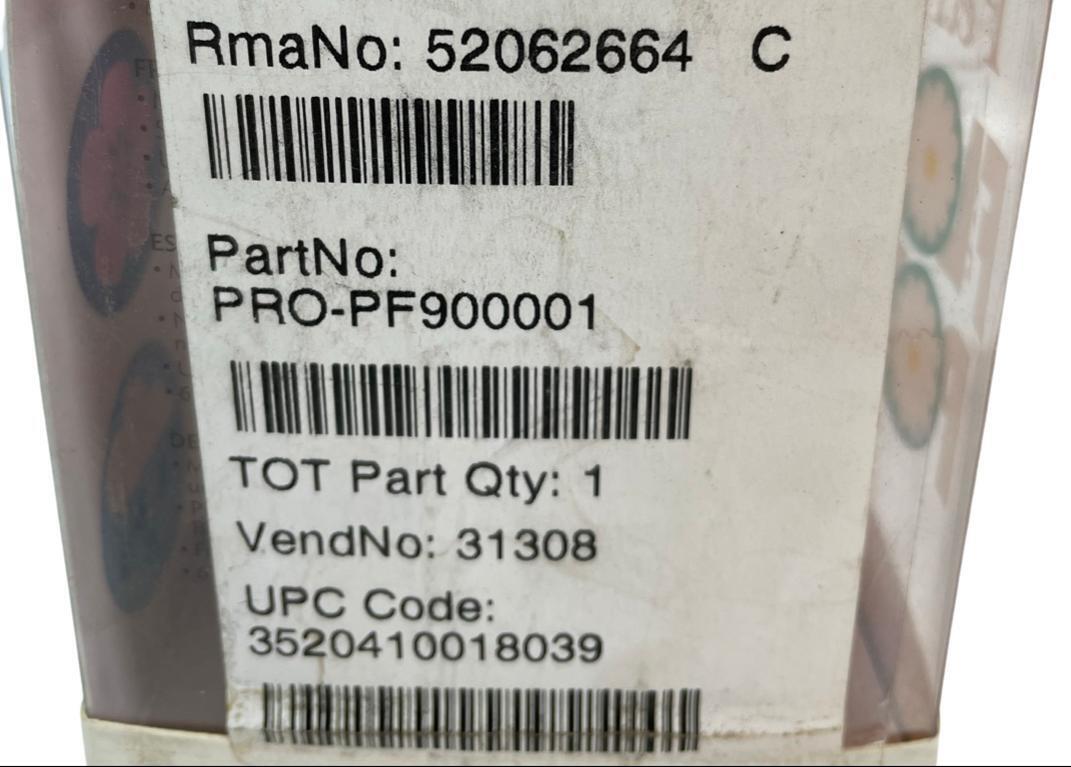 RmaNo: 52062664 C
PartNo:
PRO-PF900001
TOT Part Qty: 1
VendNo: 31308
UPC Code:
3520410018039